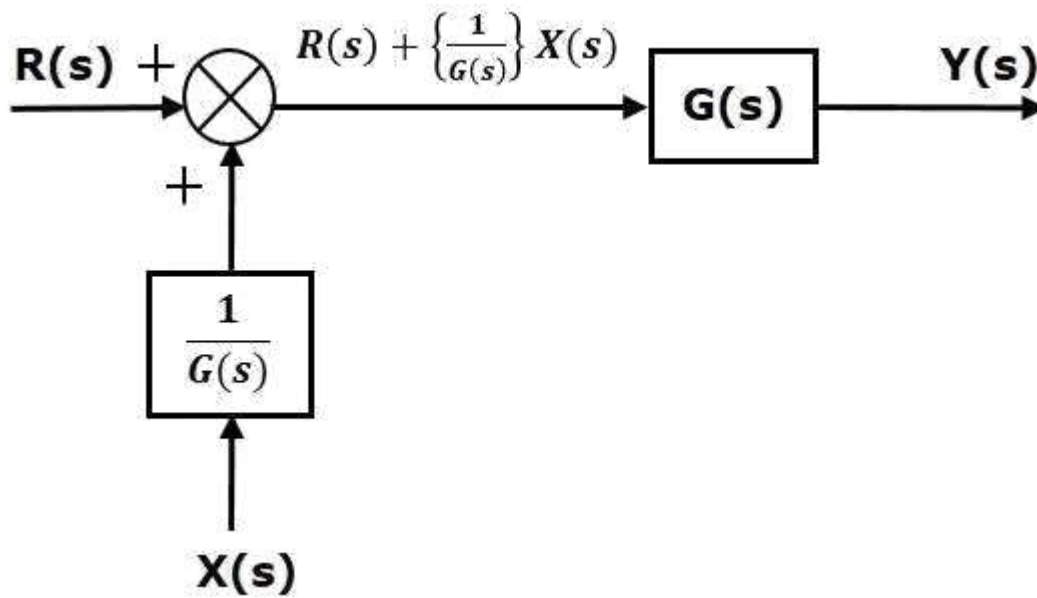 R(s)
+
R(s) + {1/G(s)} X(s)
G(s)
Y(s)
+
1
G(s)
X(s)